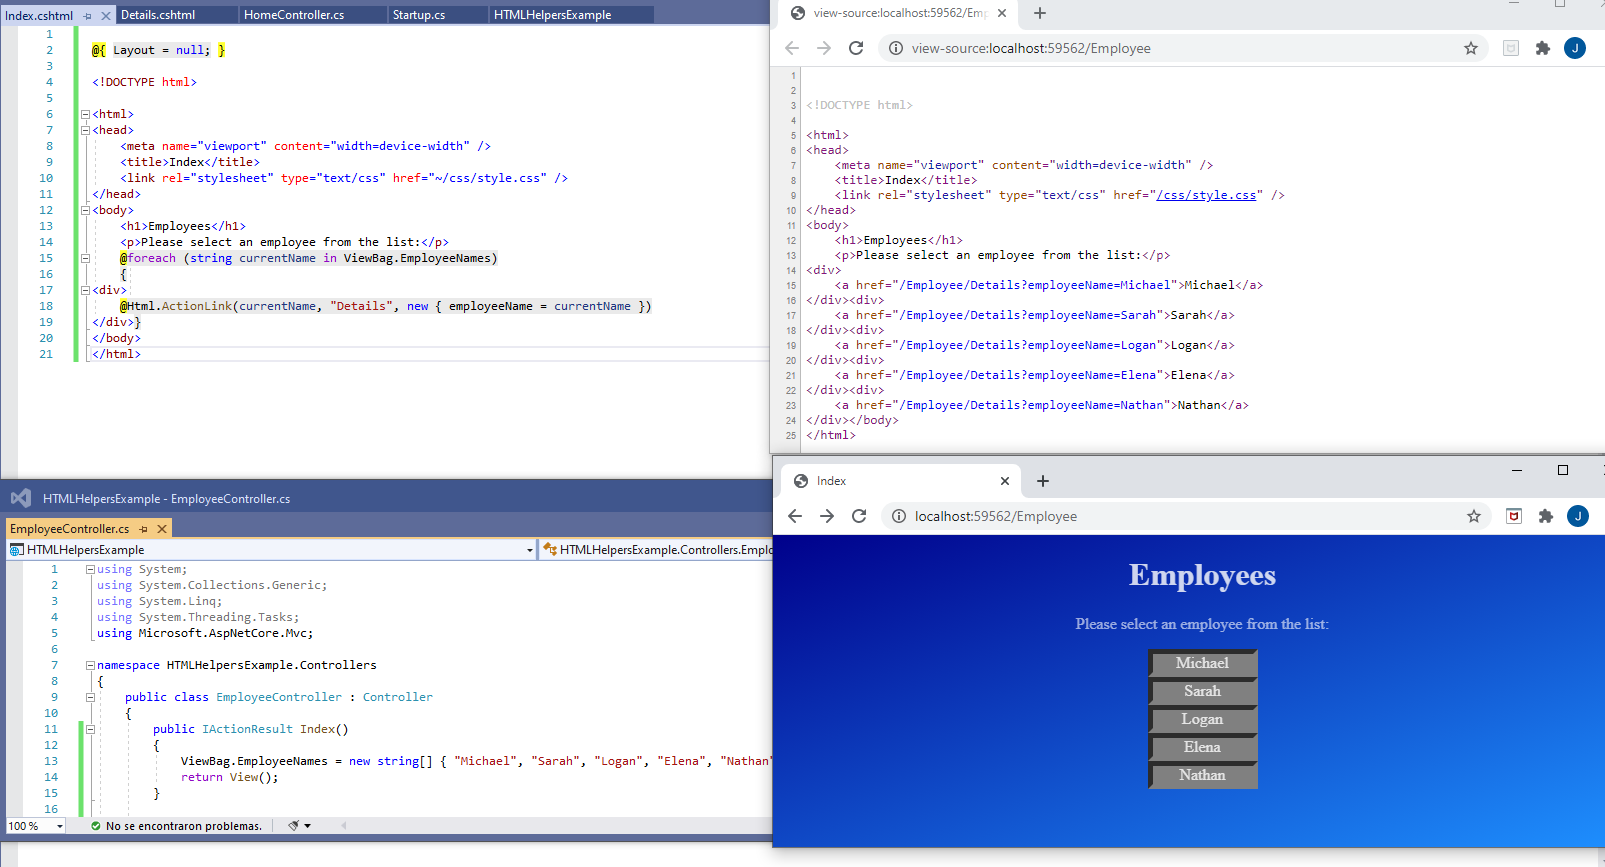 Index.cshtml
Details.cshtml
HomeController.cs
Startup.cs
HTMLHelpersExample
1
2 @{ Layout = null; }
3
4 <!DOCTYPE html>
5
6 <html>
7 <head>
8 <meta name="viewport" content="width=device-width" />
9 <title>Index</title>
10 <link rel="stylesheet" type="text/css" href="~/css/style.css" />
11 </head>
12 <body>
13 <h1>Employees</h1>
14 <p>Please select an employee from the list:</p>
15 @foreach (string currentName in ViewBag.EmployeeNames)
16 {
17 <div>
18 @Html.ActionLink(currentName, "Details", new { employeeName = currentName })
19 </div>}
20 </body>
21 </html>
HTMLHelpersExample - EmployeeController.cs
EmployeeController.cs
HTMLHelpersExample
HTMLHelpersExample.Controllers.Emplo
1 using System;
2 using System.Collections.Generic;
3 using System.Linq;
4 using System.Threading.Tasks;
5 using Microsoft.AspNetCore.Mvc;
6
7 namespace HTMLHelpersExample.Controllers
8 {
9 public class EmployeeController : Controller
10 {
11 public IActionResult Index()
12 {
13 ViewBag.EmployeeNames = new string[] { "Michael", "Sarah", "Logan", "Elena", "Nathan"
14 return View();
15 }
16
100 %
No se encontraron problemas.
view-source:localhost:59562/Emp
view-source:localhost:59562/Employee
J
1
2
3 <!DOCTYPE html>
4
5 <html>
6 <head>
7 <meta name="viewport" content="width=device-width" />
8 <title>Index</title>
9 <link rel="stylesheet" type="text/css" href="/css/style.css" />
10 </head>
11 <body>
12 <h1>Employees</h1>
13 <p>Please select an employee from the list:</p>
14 <div>
15 <a href="/Employee/Details?employeeName=Michael">Michael</a>
16 </div><div>
17 <a href="/Employee/Details?employeeName=Sarah">Sarah</a>
18 </div><div>
19 <a href="/Employee/Details?employeeName=Logan">Logan</a>
20 </div><div>
21 <a href="/Employee/Details?employeeName=Elena">Elena</a>
22 </div><div>
23 <a href="/Employee/Details?employeeName=Nathan">Nathan</a>
24 </div></body>
25 </html>
Index
localhost:59562/Employee
J
Employees
Please select an employee from the list:
Michael
Sarah
Logan
Elena
Nathan